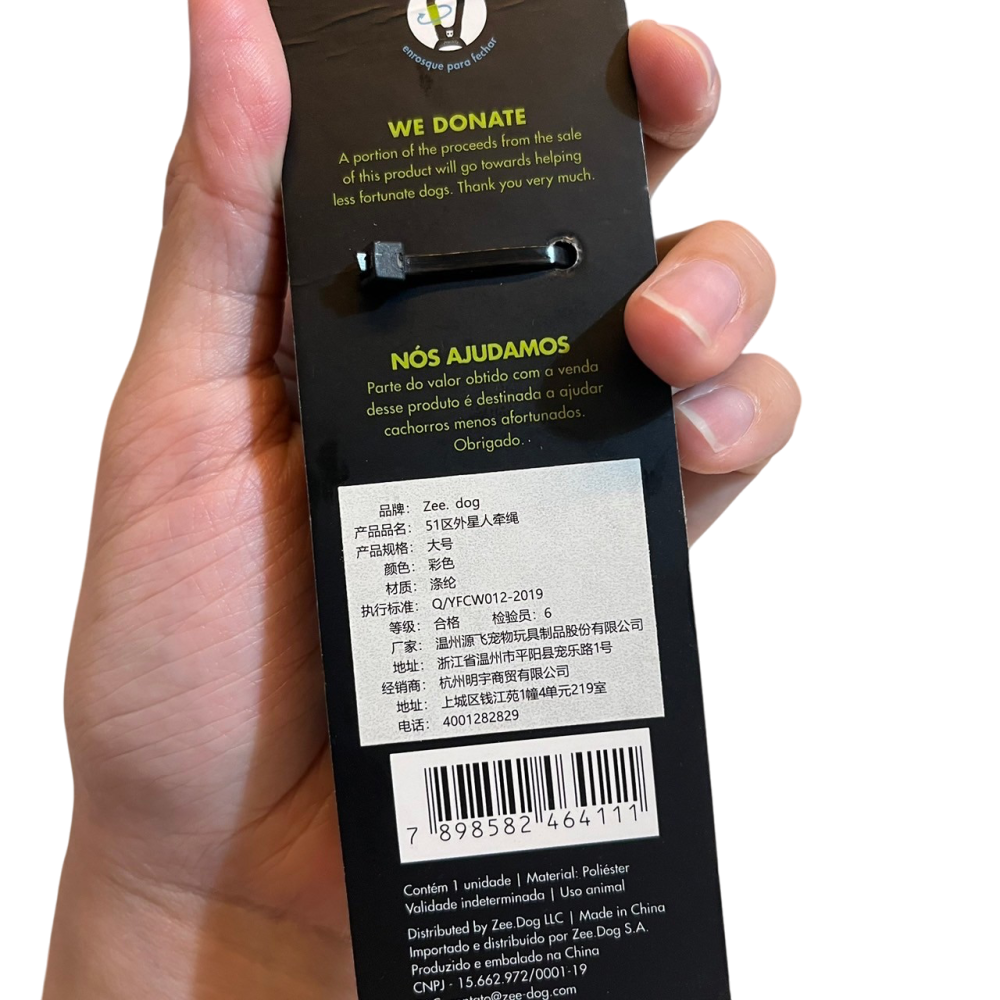 enrosque para fechar
WE DONATE
A portion of the proceeds from the sale
of this product will go towards helping
less fortunate dogs. Thank you very much.
NÓS AJUDAMOS
Parte do valor obtido com a venda
desse produto é destinada a ajudar
cachorros menos afortunados.
Obrigado.
品牌： Zee. dog
产品品名： 51区外星人牵绳
产品规格： 大号
颜色： 彩色
材质： 涤纶
执行标准： Q/YFCW012-2019
等级： 合格 检验员：6
厂家： 温州源飞宠物玩具制品股份有限公司
地址： 浙江省温州市平阳县宠乐路1号
经销商： 杭州明宇商贸有限公司
地址： 上城区钱江苑1幢4单元219室
电话： 4001282829
7 898582 464111
Contém 1 unidade | Material: Poliéster
Validade indeterminada | Uso animal
Distributed by Zee.Dog LLC | Made in China
Importado e distribuído por Zee.Dog S.A.
Produzido e embalado na China
CNPJ - 15.662.972/0001-19